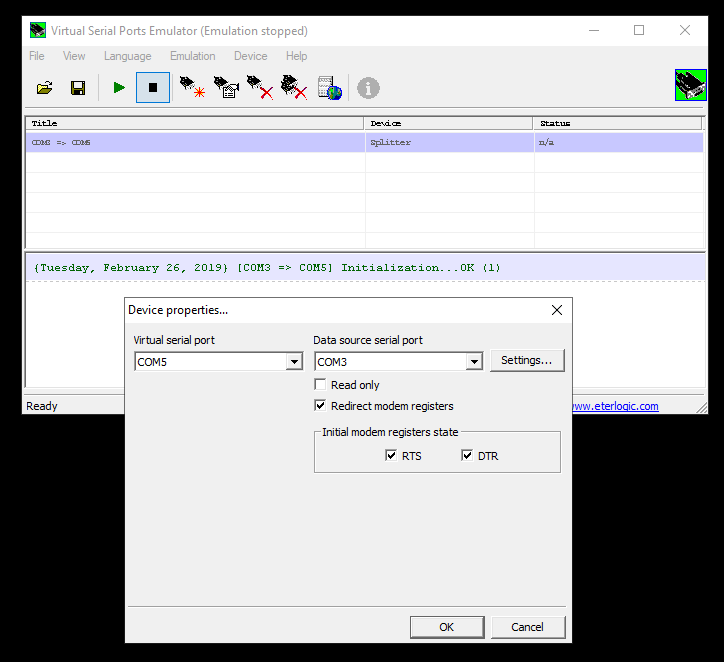 Virtual Serial Ports Emulator (Emulation stopped)
File View Language Emulation Device Help
Title Device Status
COM3 => COM5 Splitter n/a
{Tuesday, February 26, 2019} [COM3 => COM5] Initialization...OK (1)
Device properties...
Virtual serial port Data source serial port
COM5 COM3 Settings...
Read only
Redirect modem registers
Initial modem registers state
RTS DTR
Ready www.eterlogic.com
OK Cancel